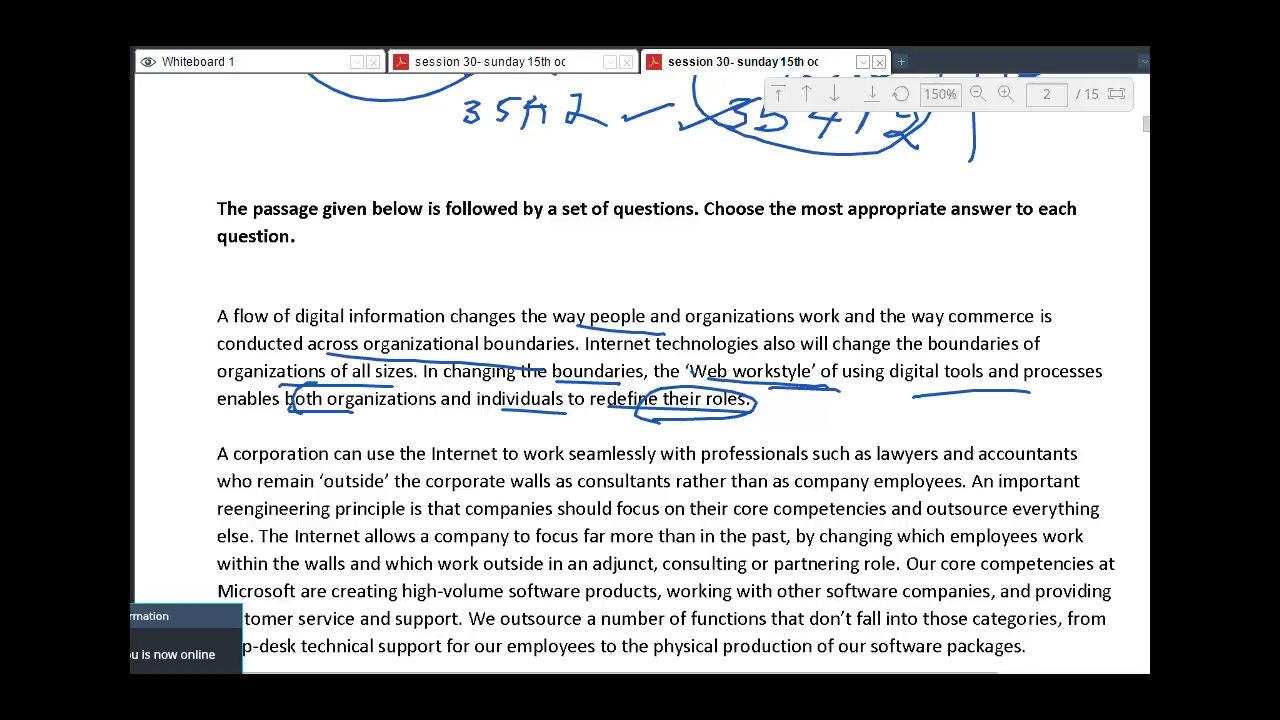 Whiteboard 1
session 30- sunday 15th oc
session 30- sunday 15th oc
150%
2 / 15
The passage given below is followed by a set of questions. Choose the most appropriate answer to each
question.
A flow of digital information changes the way people and organizations work and the way commerce is
conducted across organizational boundaries. Internet technologies also will change the boundaries of
organizations of all sizes. In changing the boundaries, the ‘Web workstyle’ of using digital tools and processes
enables both organizations and individuals to redefine their roles.
A corporation can use the Internet to work seamlessly with professionals such as lawyers and accountants
who remain ‘outside’ the corporate walls as consultants rather than as company employees. An important
reengineering principle is that companies should focus on their core competencies and outsource everything
else. The Internet allows a company to focus far more than in the past, by changing which employees work
within the walls and which work outside in an adjunct, consulting or partnering role. Our core competencies at
Microsoft are creating high-volume software products, working with other software companies, and providing
rmation
tomer service and support. We outsource a number of functions that don’t fall into those categories, from
p-desk technical support for our employees to the physical production of our software packages.
u is now online